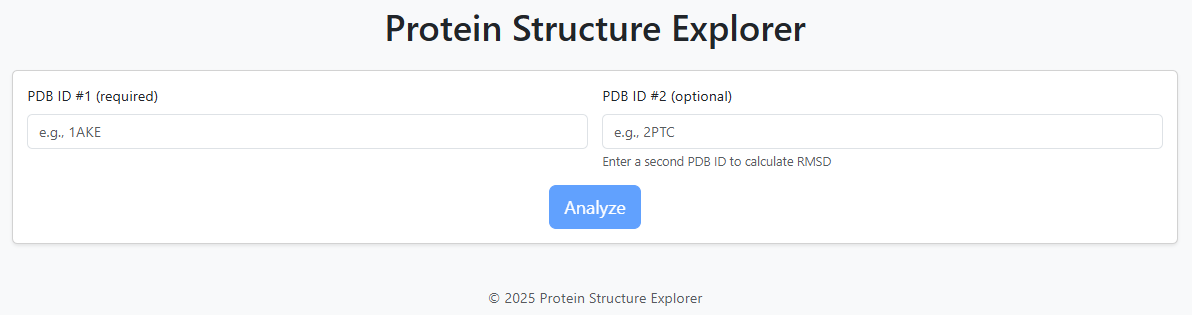 Protein Structure Explorer
PDB ID #1 (required)
e.g., 1AKE
PDB ID #2 (optional)
e.g., 2PTC
Enter a second PDB ID to calculate RMSD
Analyze
© 2025 Protein Structure Explorer